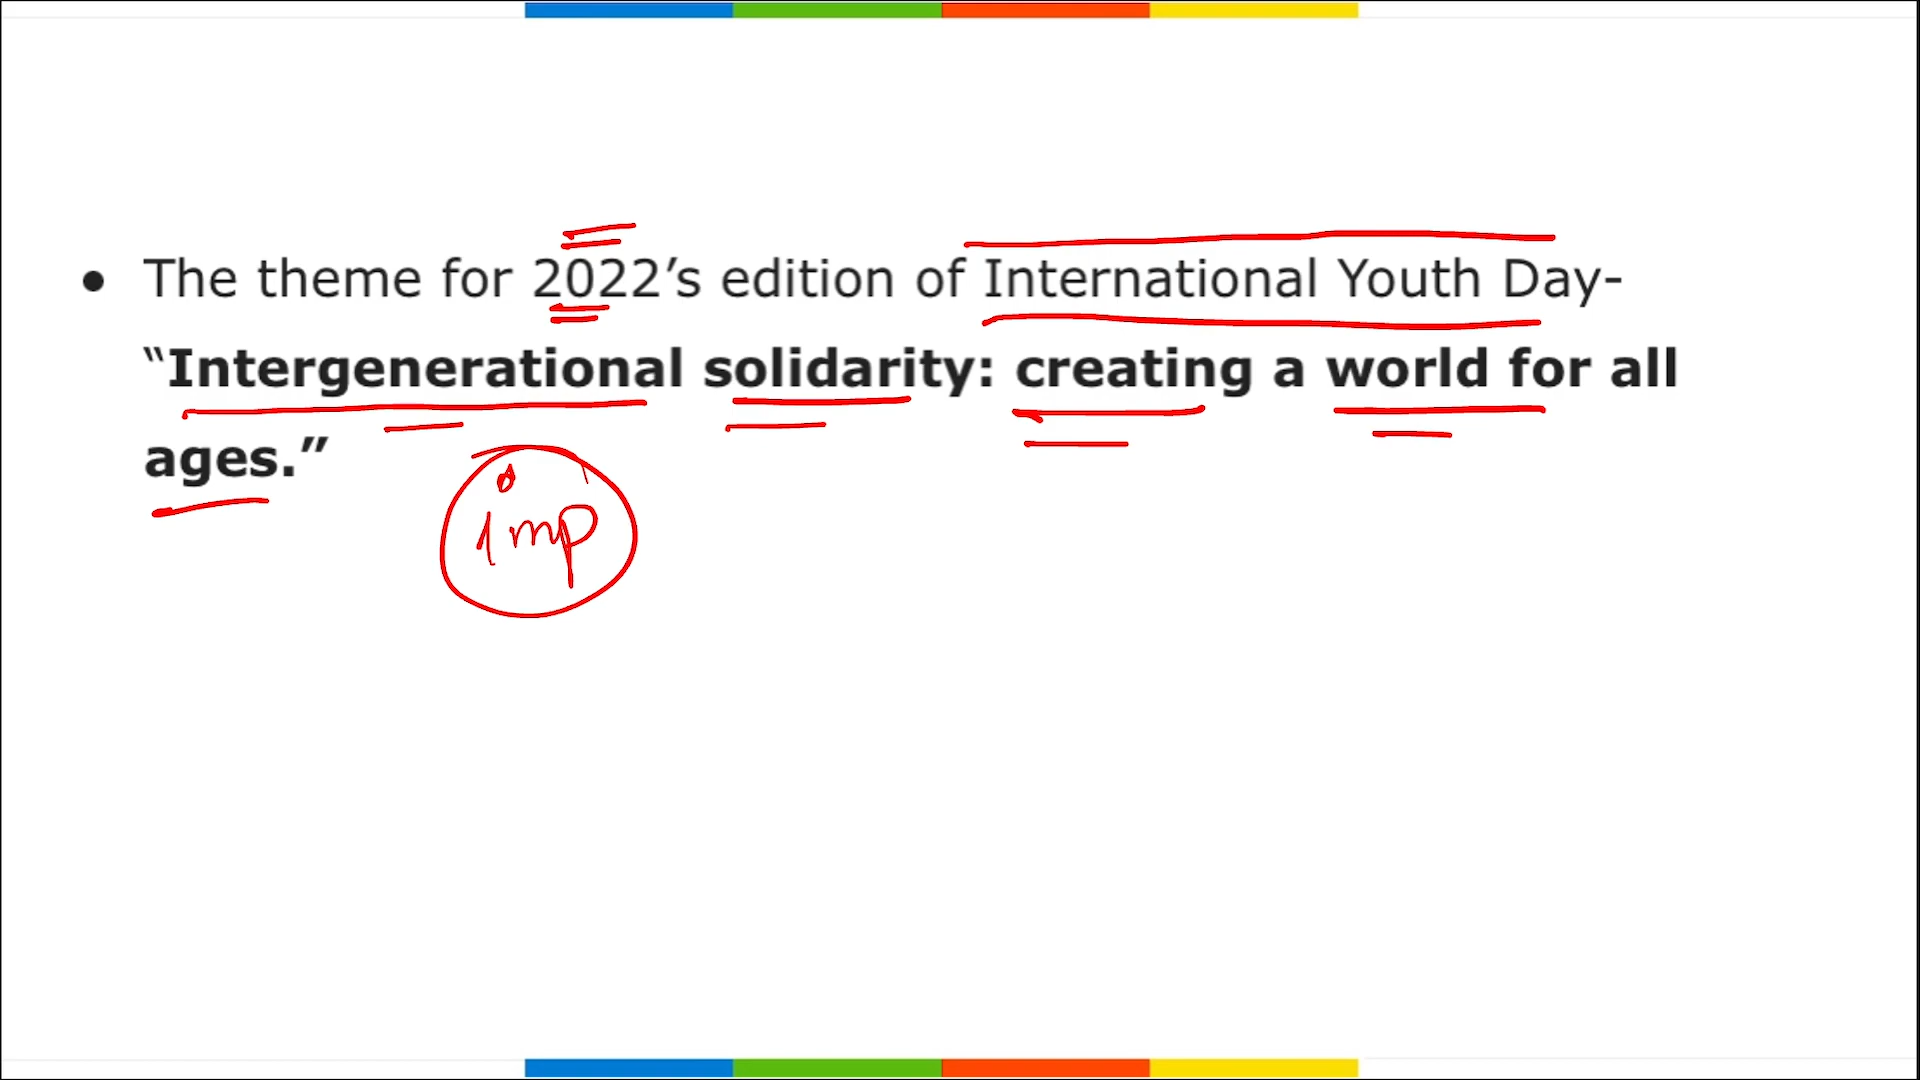 ● The theme for 2022’s edition of International Youth Day-
“Intergenerational solidarity: creating a world for all
ages.”
imp